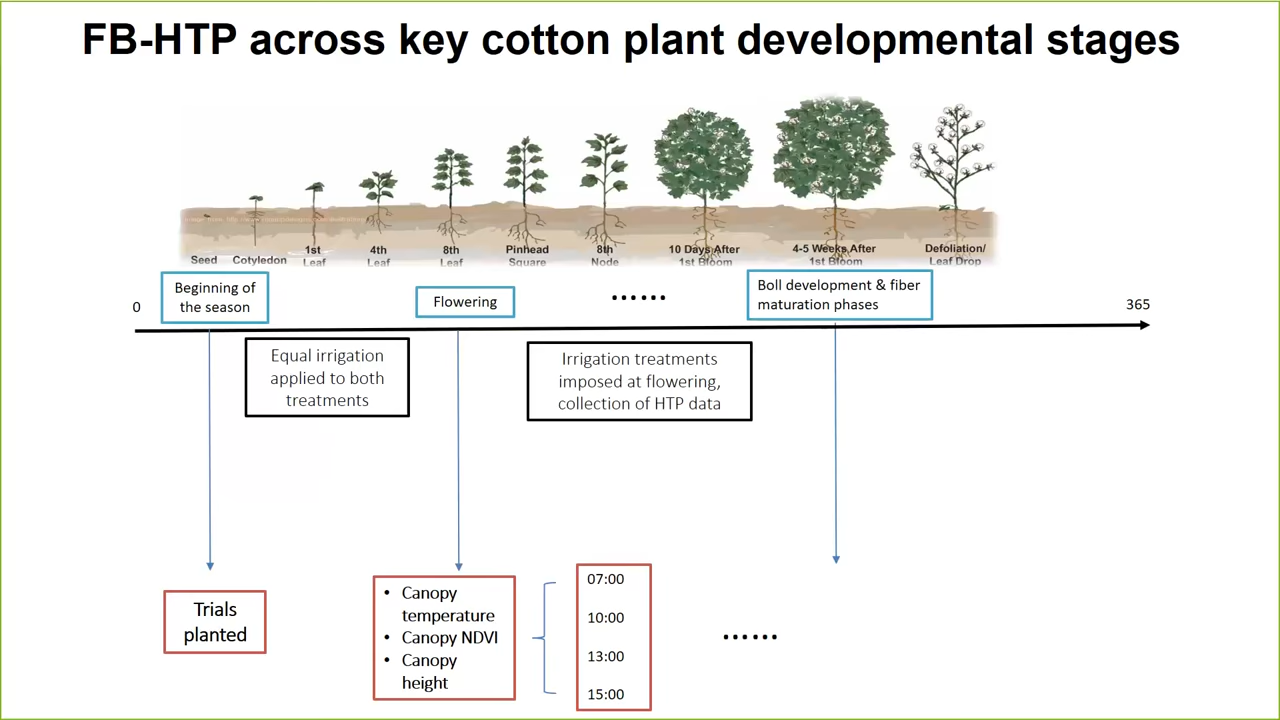 FB-HTP across key cotton plant developmental stages
Seed
Cotyledon
1st
Leaf
4th
Leaf
8th
Leaf
Pinhead
Square
8th
Node
10 Days After
1st Bloom
4-5 Weeks After
1st Bloom
Defoliation/
Leaf Drop
0
Beginning of
the season
Flowering
......
Boll development & fiber
maturation phases
365
Equal irrigation
applied to both
treatments
Irrigation treatments
imposed at flowering,
collection of HTP data
Trials
planted
• Canopy
temperature
• Canopy NDVI
• Canopy
height
07:00
10:00
13:00
15:00
......